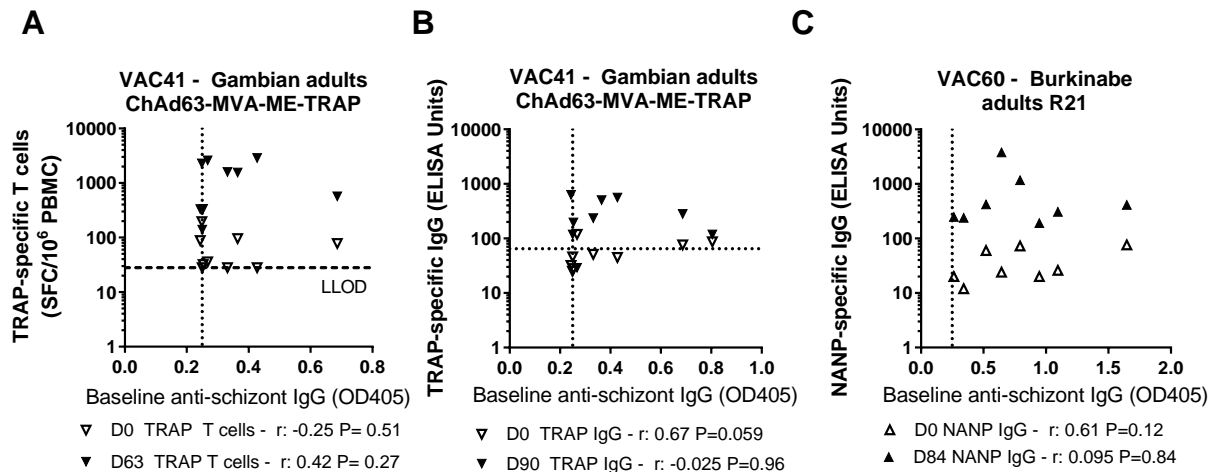 A
VAC41 - Gambian adults
ChAd63-MVA-ME-TRAP
TRAP-specific T cells
(SFC/10⁶ PBMC)
10000
1000
100
10
1
LLOD
0.0 0.2 0.4 0.6 0.8
Baseline anti-schizont IgG (OD405)
▽ D0 TRAP T cells - r: -0.25 P= 0.51
▼ D63 TRAP T cells - r: 0.42 P= 0.27
B
VAC41 - Gambian adults
ChAd63-MVA-ME-TRAP
TRAP-specific IgG (ELISA Units)
10000
1000
100
10
1
0.0 0.2 0.4 0.6 0.8 1.0
Baseline anti-schizont IgG (OD405)
▽ D0 TRAP IgG - r: 0.67 P=0.059
▼ D90 TRAP IgG - r: -0.025 P=0.96
C
VAC60 - Burkinabe
adults R21
NANP-specific IgG (ELISA Units)
10000
1000
100
10
1
0.0 0.5 1.0 1.5 2.0
Baseline anti-schizont IgG (OD405)
△ D0 NANP IgG - r: 0.61 P=0.12
▲ D84 NANP IgG - r: 0.095 P=0.84